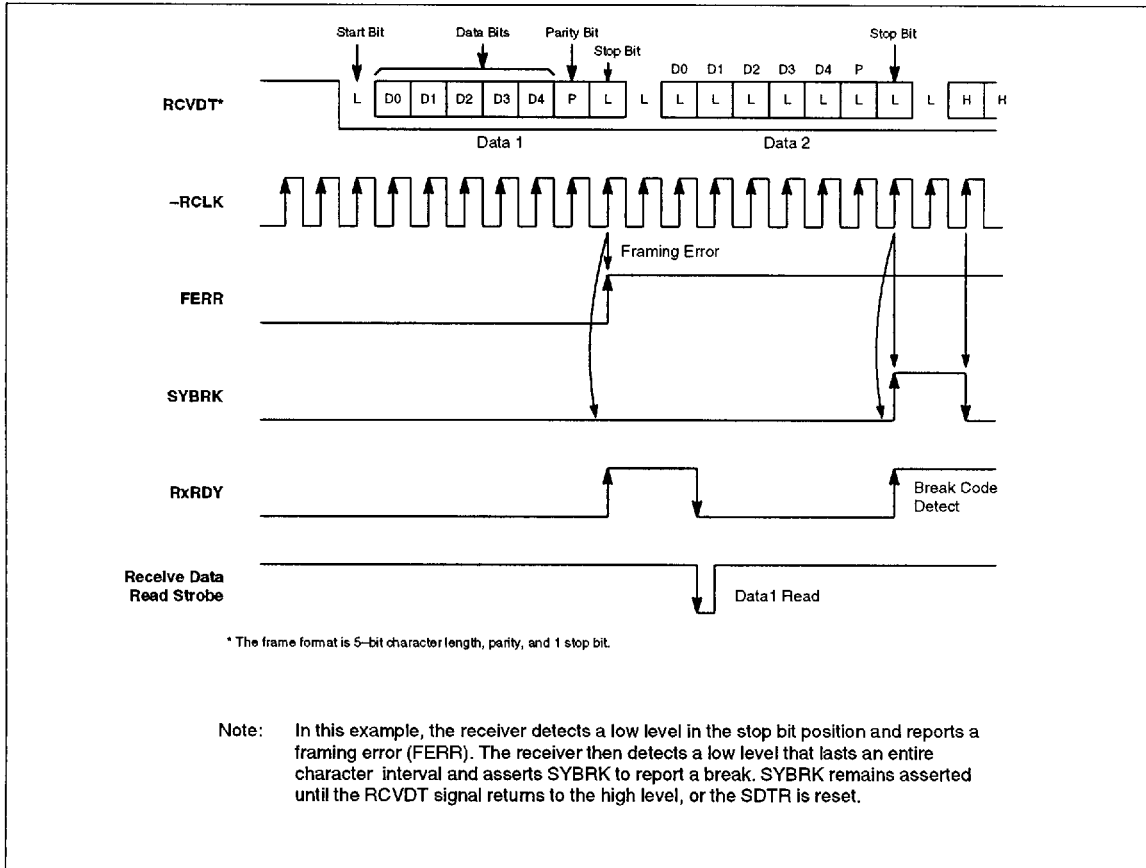 Start Bit Data Bits Parity Bit Stop Bit
Stop Bit
D0 D1 D2 D3 D4 P
RCVDT* L D0 D1 D2 D3 D4 P L L L L L L L L L L H H
Data 1 Data 2
~RCLK
Framing Error
FERR
SYBRK
RxRDY
Break Code
Detect
Receive Data
Read Strobe
Data1 Read
* The frame format is 5–bit character length, parity, and 1 stop bit.
Note: In this example, the receiver detects a low level in the stop bit position and reports a
framing error (FERR). The receiver then detects a low level that lasts an entire
character interval and asserts SYBRK to report a break. SYBRK remains asserted
until the RCVDT signal returns to the high level, or the SDTR is reset.